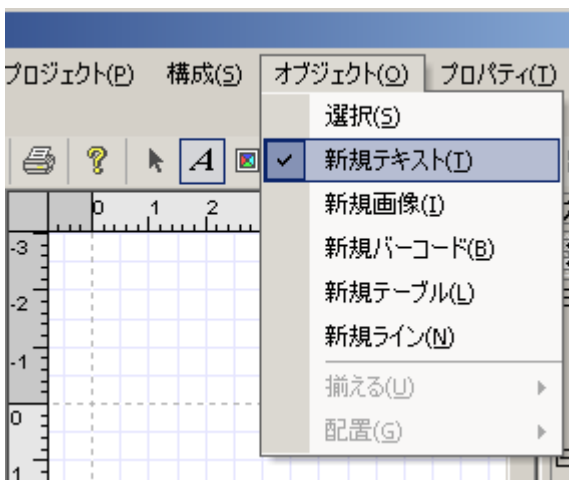 プロジェクト(P) 構成(S) オブジェクト(O) プロパティ(T)
選択(S)
新規テキスト(T)
新規画像(I)
新規バーコード(B)
新規テーブル(L)
新規ライン(N)
揃える(U)
配置(G)
A
0 1 2
-3
-2
-1
0
1